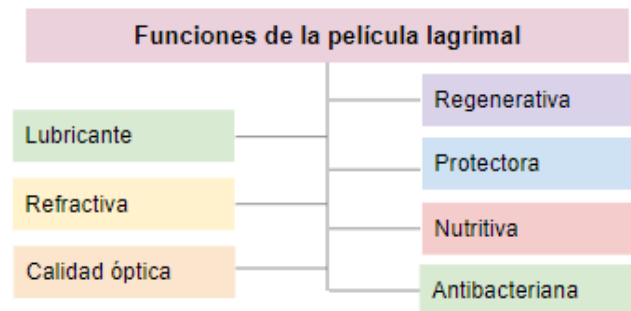 Funciones de la película lagrimal
Lubricante
Refractiva
Calidad óptica
Regenerativa
Protectora
Nutritiva
Antibacteriana